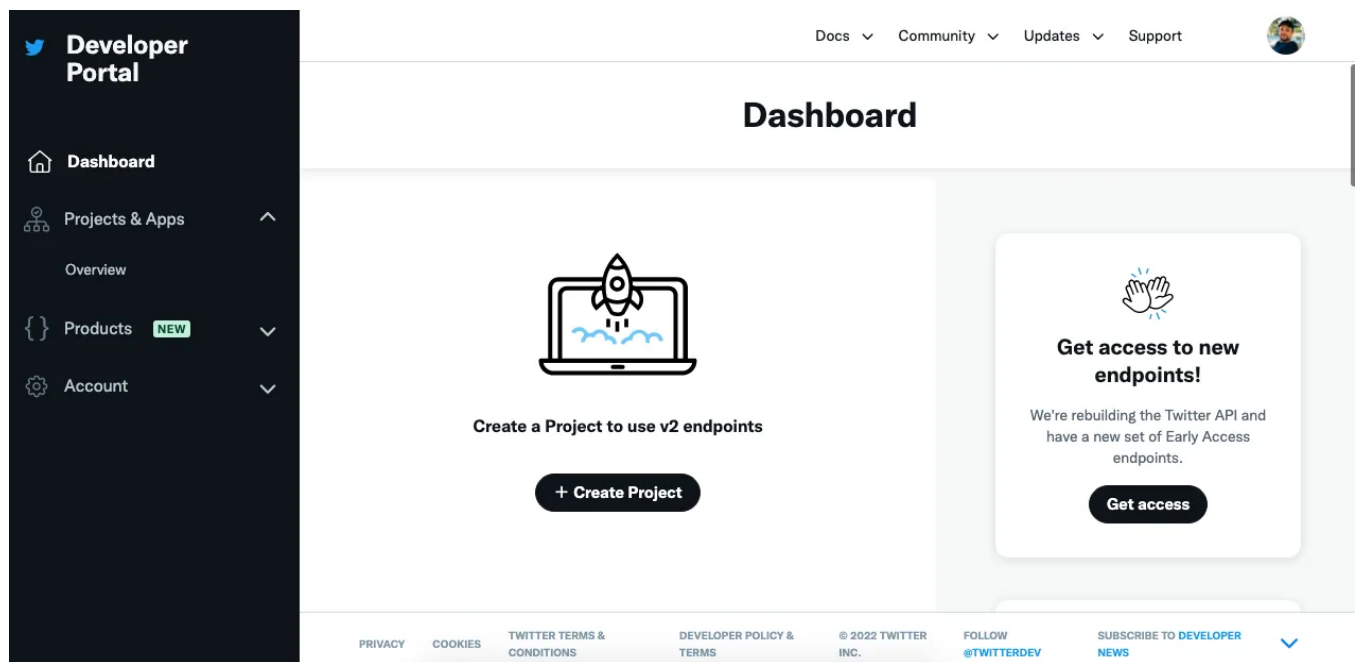 Developer
Portal
Dashboard
Projects & Apps
Overview
Products NEW
Account
Docs
Community
Updates
Support
Dashboard
Create a Project to use v2 endpoints
+ Create Project
Get access to new
endpoints!
We're rebuilding the Twitter API and
have a new set of Early Access
endpoints.
Get access
PRIVACY
COOKIES
TWITTER TERMS &
CONDITIONS
DEVELOPER POLICY &
TERMS
© 2022 TWITTER
INC.
FOLLOW
@TWITTERDEV
SUBSCRIBE TO DEVELOPER
NEWS